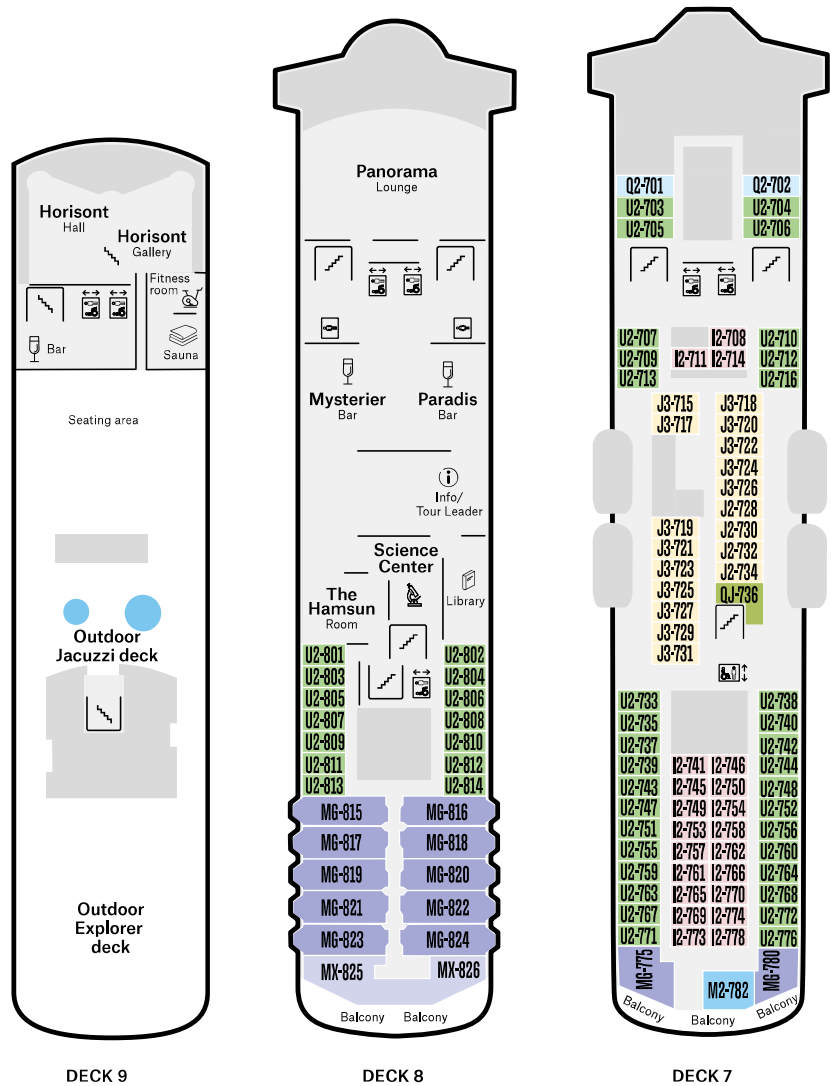 Horisont
Hall
Horisont
Gallery
Fitness
room
Bar
Sauna
Seating area
Outdoor
Jacuzzi deck
Outdoor
Explorer
deck
DECK 9
Panorama
Lounge
Mysterier
Bar
Paradis
Bar
Info/
Tour Leader
Science
Center
The
Hamsun
Room
Library
U2-801
U2-802
U2-803
U2-804
U2-805
U2-806
U2-807
U2-808
U2-809
U2-810
U2-811
U2-812
U2-813
U2-814
MG-815
MG-816
MG-817
MG-818
MG-819
MG-820
MG-821
MG-822
MG-823
MG-824
MX-825
MX-826
Balcony
Balcony
DECK 8
Q2-701
Q2-702
U2-703
U2-704
U2-705
U2-706
U2-707
I2-708
U2-710
U2-709
I2-711
I2-714
U2-712
U2-713
U2-716
J3-715
J3-718
J3-717
J3-720
J3-722
J3-724
J3-726
J2-728
J3-719
J2-730
J3-721
J2-732
J3-723
J2-734
J3-725
QJ-736
J3-727
J3-729
J3-731
U2-733
U2-738
U2-735
U2-740
U2-737
U2-742
U2-739
I2-741
I2-746
U2-744
U2-743
I2-745
I2-750
U2-748
U2-747
I2-749
I2-754
U2-752
U2-751
I2-753
I2-758
U2-756
U2-755
I2-757
I2-762
U2-760
U2-759
I2-761
I2-766
U2-764
U2-763
I2-765
I2-770
U2-768
U2-767
I2-769
I2-774
U2-772
U2-771
I2-773
I2-778
U2-776
MG-775
MG-780
M2-782
Balcony
Balcony
Balcony
DECK 7